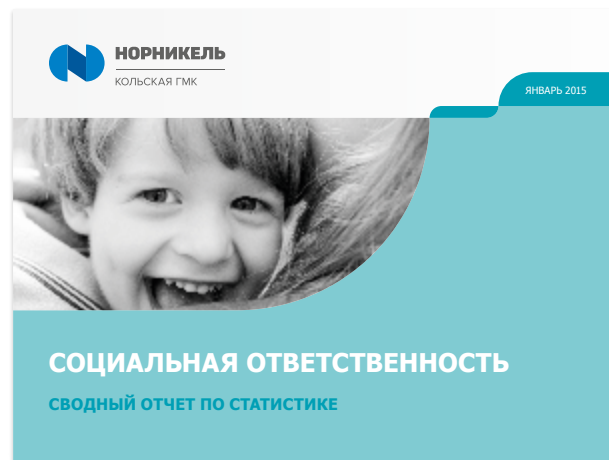 НОРНИКЕЛЬ
КОЛЬСКАЯ ГМК
ЯНВАРЬ 2015
СОЦИАЛЬНАЯ ОТВЕТСТВЕННОСТЬ
СВОДНЫЙ ОТЧЕТ ПО СТАТИСТИКЕ